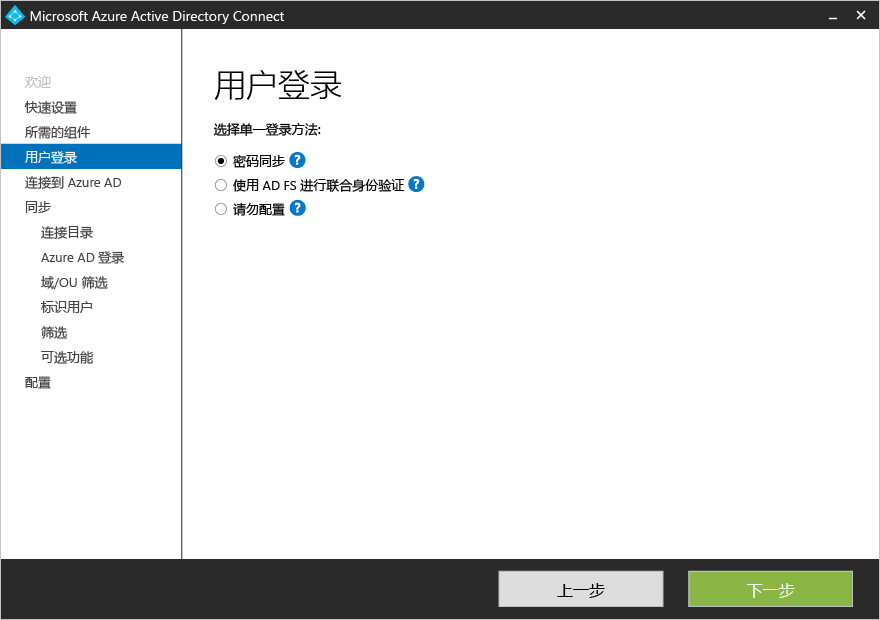 Microsoft Azure Active Directory Connect
欢迎
快速设置
所需的组件
用户登录
连接到 Azure AD
同步
连接目录
Azure AD 登录
域/OU 筛选
标识用户
筛选
可选功能
配置
用户登录
选择单一登录方法:
密码同步 ?
使用 AD FS 进行联合身份验证 ?
请勿配置 ?
上一步
下一步